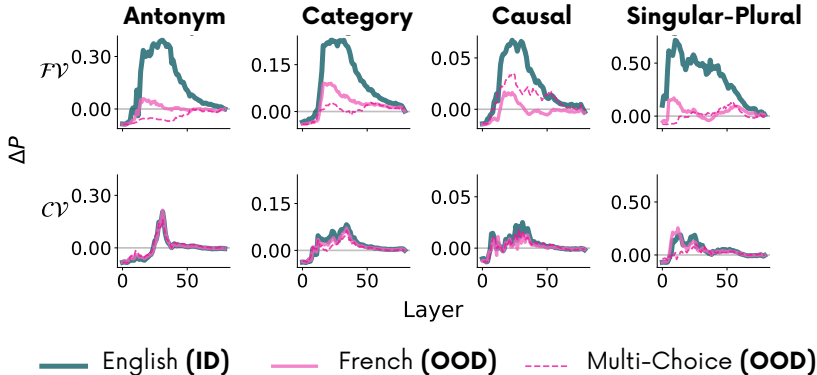 Antonym Category Causal Singular-Plural
FV 0.30 0.00 0.15 0.00 0.05 0.00 0.50 0.00
ΔP
CV 0.30 0.00 0.15 0.00 0.05 0.00 0.50 0.00
0 50 0 50 0 50 0 50
Layer
English (ID) French (OOD) Multi-Choice (OOD)